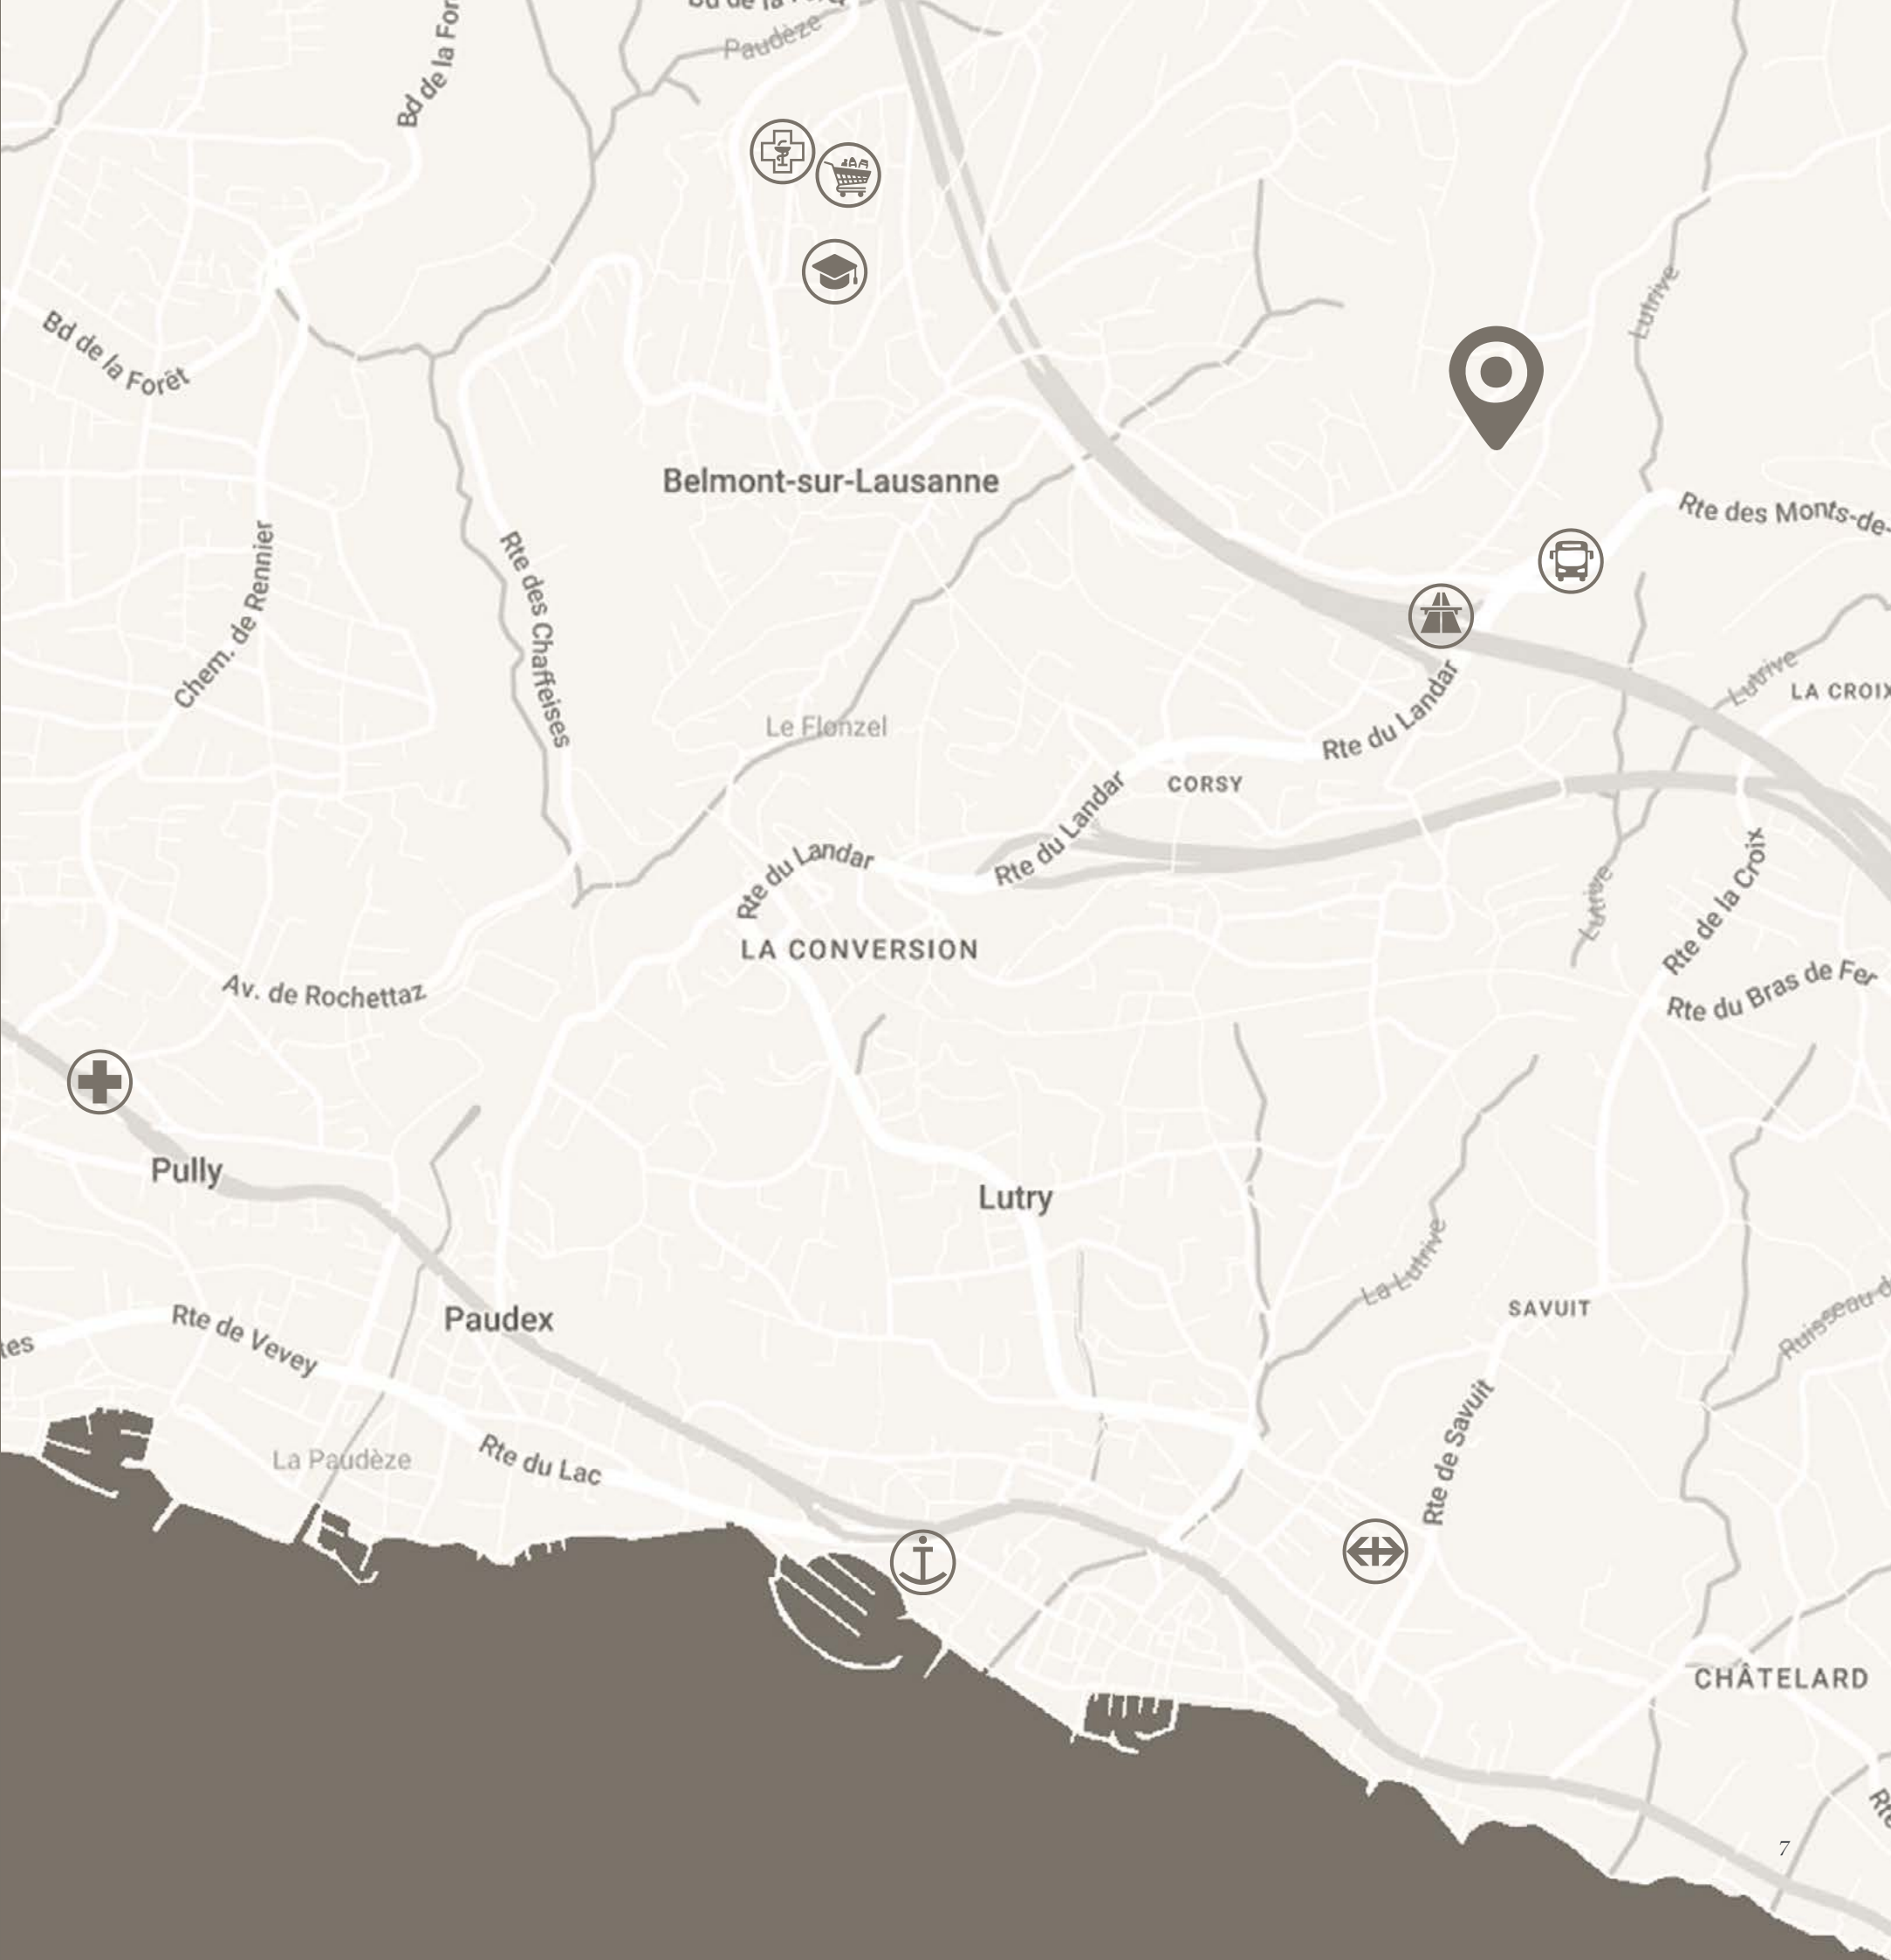 Bd de la For
Paudèze
Lutrive
Bd de la Forêt
Belmont-sur-Lausanne
Rte des Monts-de-
Chem. de Rennier
Rte des Chaffeises
Lutrive
LA CROIX
Le Flonzel
Rte du Landar
CORSY
Rte du Landar
Rte du Landar
Lutrive
Rte de la Croix
LA CONVERSION
Av. de Rochettaz
Rte du Bras de Fer
Pully
Lutry
La Lutrive
SAVUIT
Ruisseau d
Paudex
Rte de Vevey
tes
Rte de Savuit
La Paudèze
Rte du Lac
CHÂTELARD
Rte
7